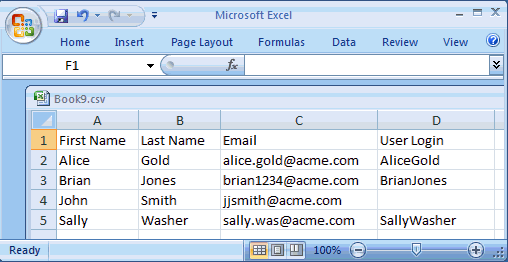 Microsoft Excel
Home Insert Page Layout Formulas Data Review View
F1 fx
Book9.csv
A B C D
1 First Name Last Name Email User Login
2 Alice Gold alice.gold@acme.com AliceGold
3 Brian Jones brian1234@acme.com BrianJones
4 John Smith jjsmith@acme.com
5 Sally Washer sally.was@acme.com SallyWasher
Ready 100%